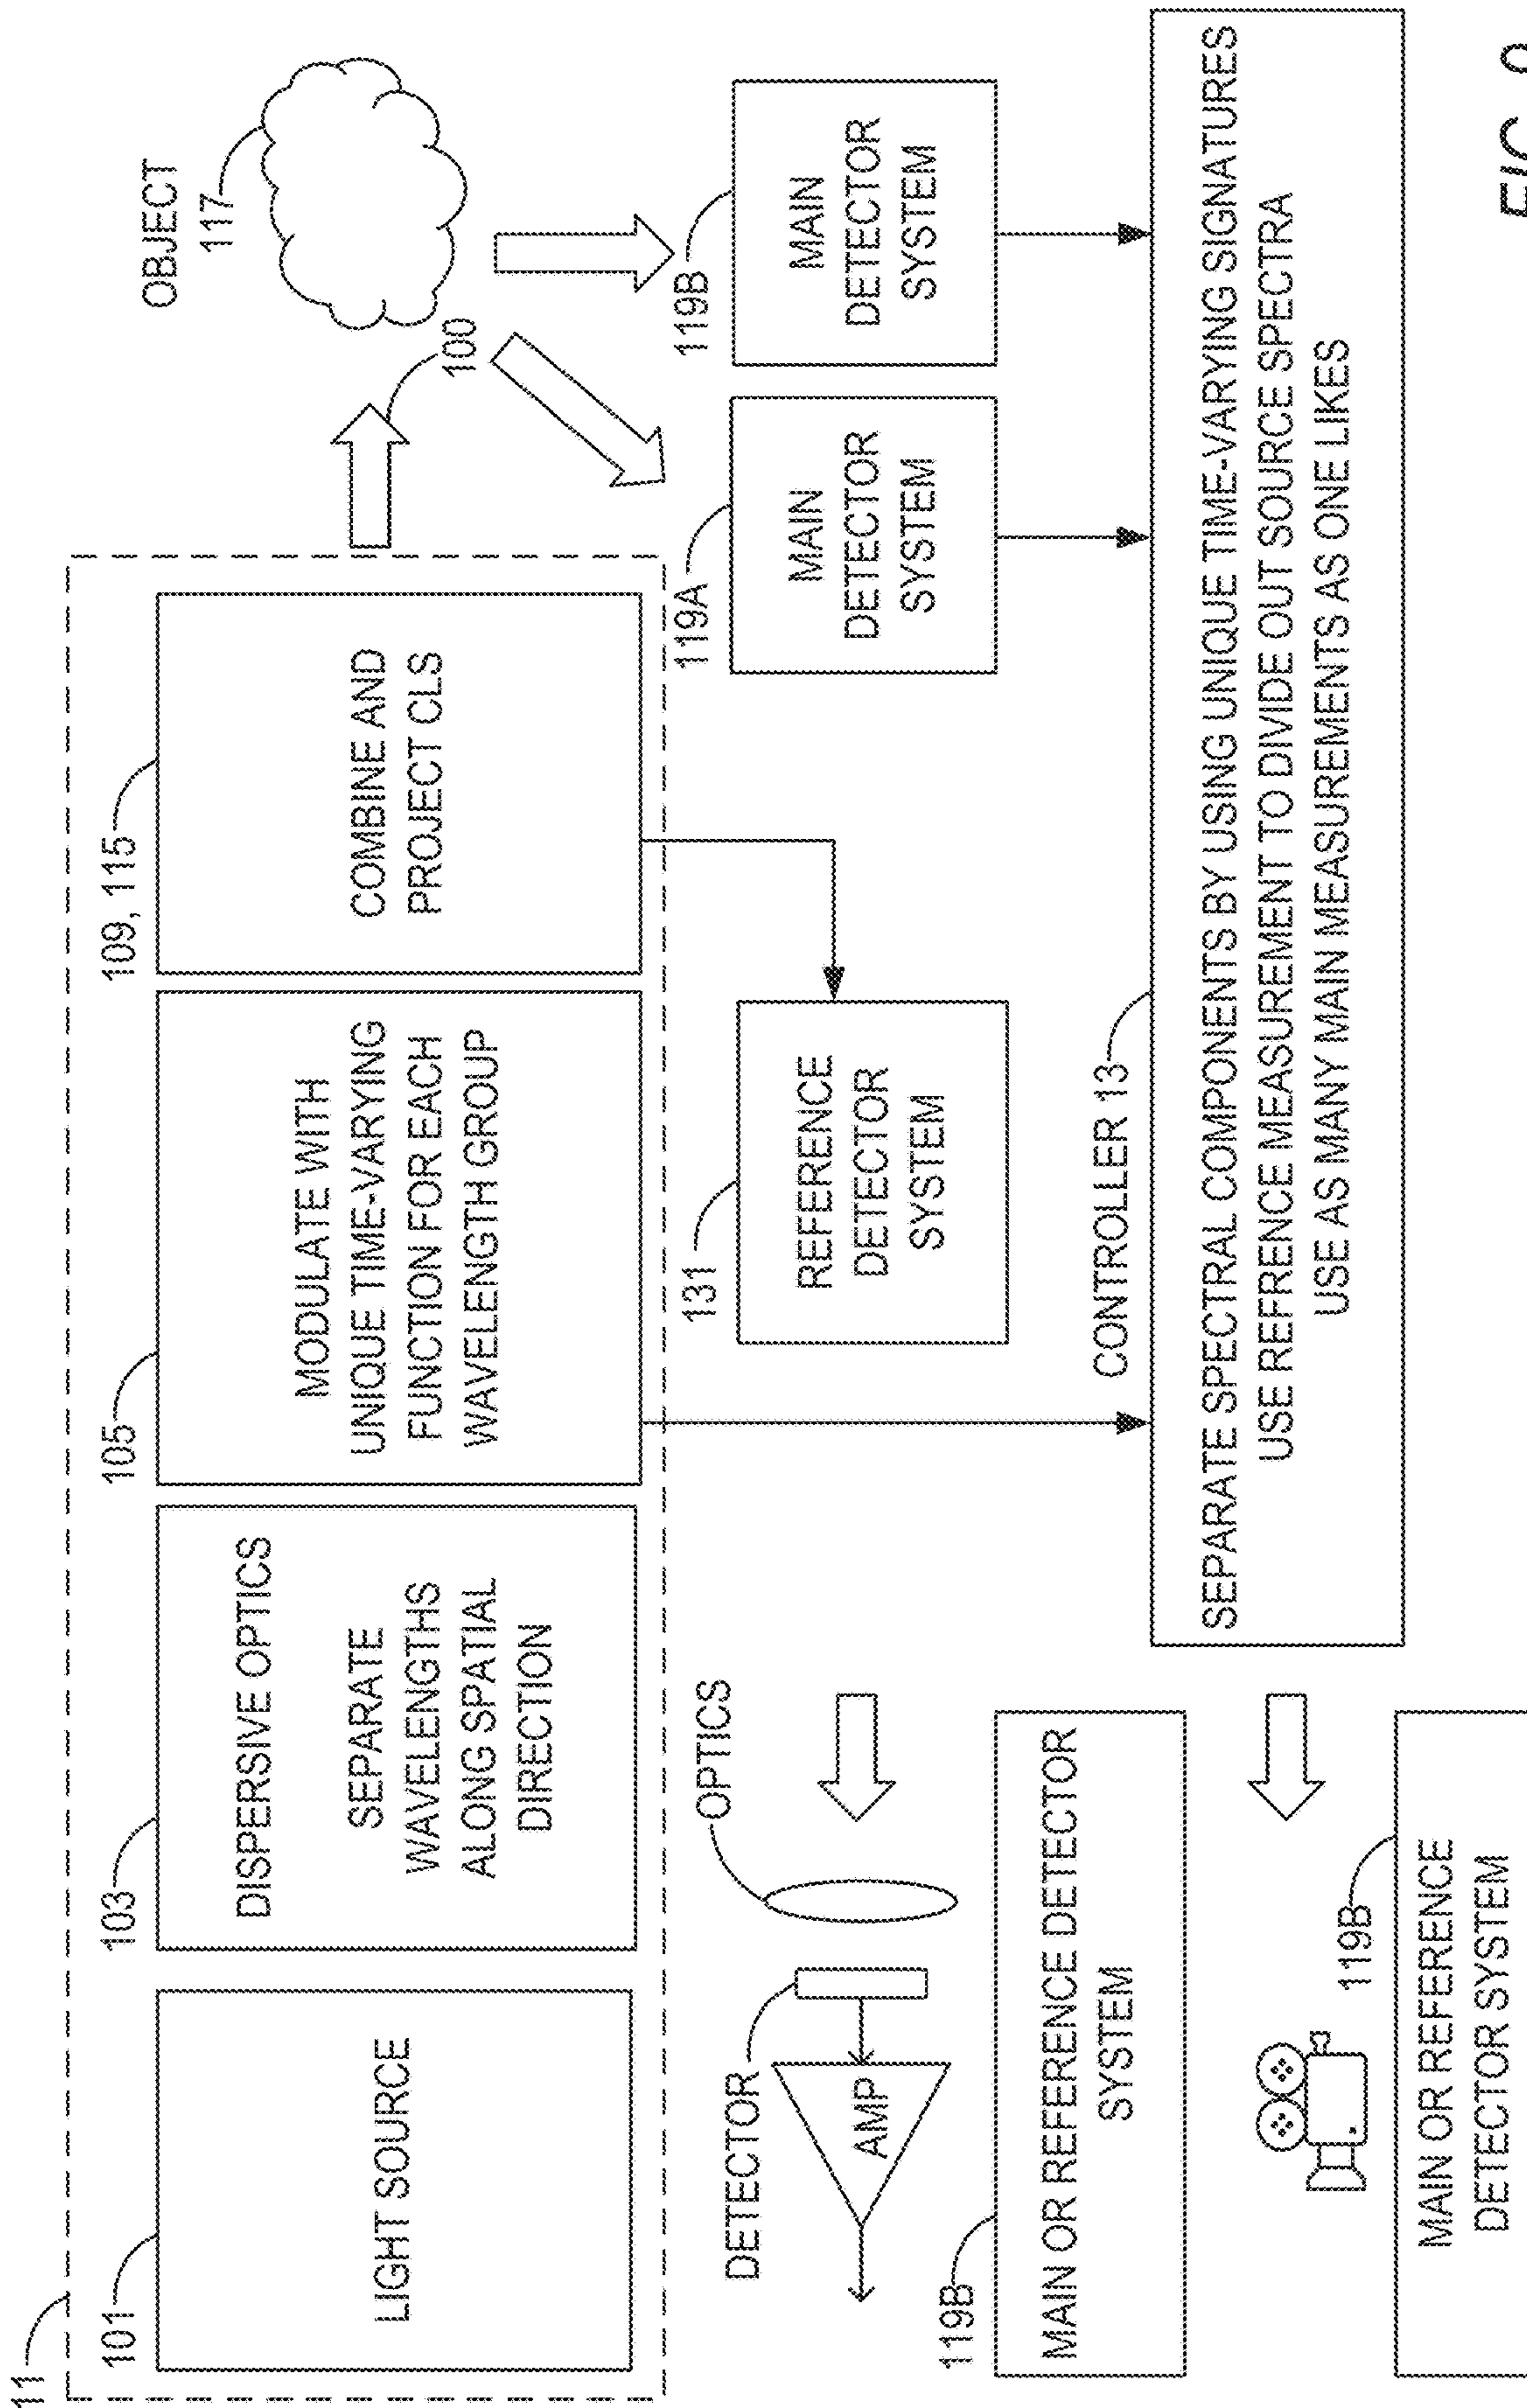 11
101
LIGHT SOURCE
103
DISPERSIVE OPTICS
SEPARATE
WAVELENGTHS
ALONG SPATIAL
DIRECTION
105
MODULATE WITH
UNIQUE TIME-VARYING
FUNCTION FOR EACH
WAVELENGTH GROUP
109, 115
COMBINE AND
PROJECT CLS
100
OBJECT
117
DETECTOR
AMP
OPTICS
131
REFERENCE
DETECTOR
SYSTEM
119A
MAIN
DETECTOR
SYSTEM
119B
MAIN
DETECTOR
SYSTEM
119B
MAIN OR REFERENCE DETECTOR
SYSTEM
CONTROLLER 13
SEPARATE SPECTRAL COMPONENTS BY USING UNIQUE TIME-VARYING SIGNATURES
USE REFERENCE MEASUREMENT TO DIVIDE OUT SOURCE SPECTRA
USE AS MANY MAIN MEASUREMENTS AS ONE LIKES
119B
MAIN OR REFERENCE
DETECTOR SYSTEM
FIG.